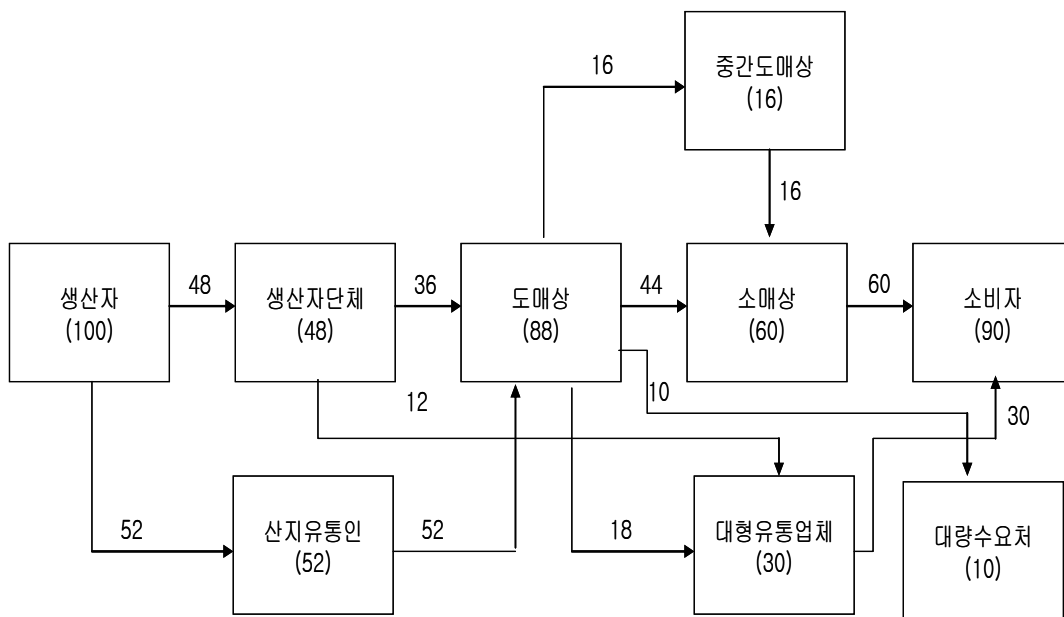 16
중간도매상
(16)
16
생산자
(100)
48
생산자단체
(48)
36
도매상
(88)
44
소매상
(60)
60
소비자
(90)
12
10
30
52
산지유통인
(52)
52
18
대형유통업체
(30)
대량수요처
(10)